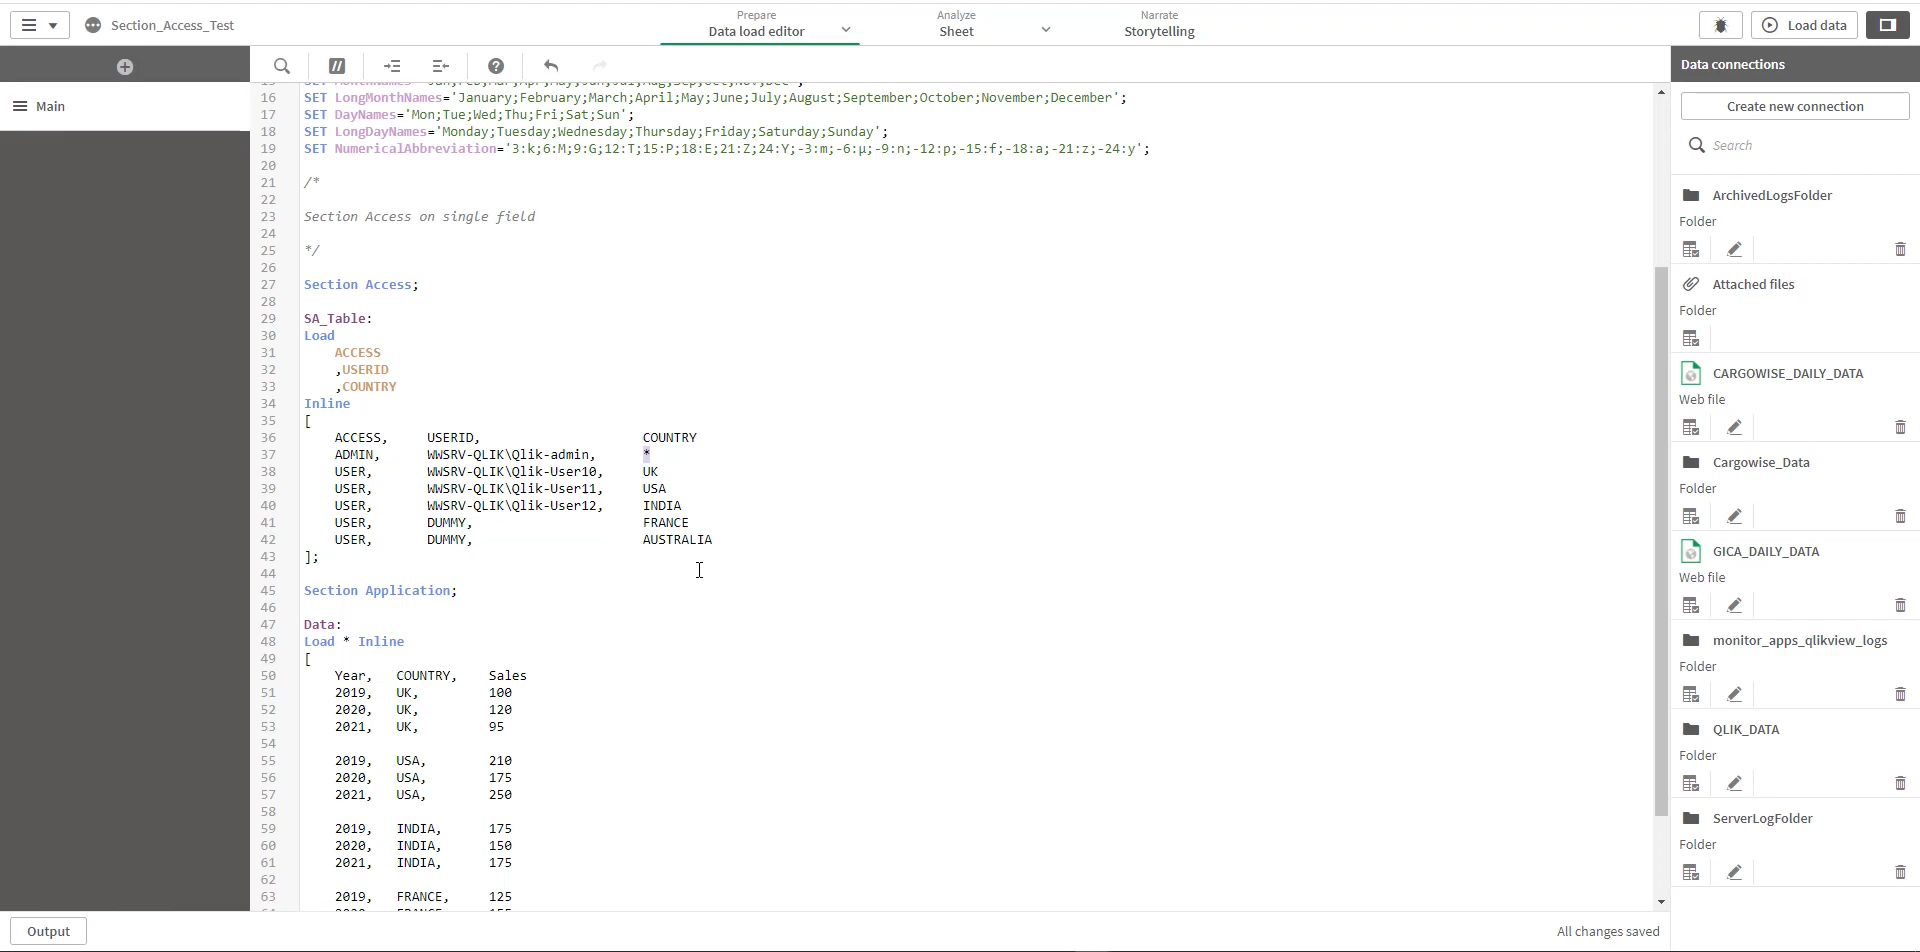 Section_Access_Test
Prepare
Data load editor
Analyze
Sheet
Narrate
Storytelling
Load data
Main
16 SET LongMonthNames='January;February;March;April;May;June;July;August;September;October;November;December';
17 SET DayNames='Mon;Tue;Wed;Thu;Fri;Sat;Sun';
18 SET LongDayNames='Monday;Tuesday;Wednesday;Thursday;Friday;Saturday;Sunday';
19 SET NumericalAbbreviation='3:k;6:M;9:G;12:T;15:P;18:E;21:Z;24:Y;-3:m;-6:μ;-9:n;-12:p;-15:f;-18:a;-21:z;-24:y';
20
21 /*
22
23 Section Access on single field
24
25 */
26
27 Section Access;
28
29 SA_Table:
30 Load
31 ACCESS
32 ,USERID
33 ,COUNTRY
34 Inline
35 [
36 ACCESS, USERID, COUNTRY
37 ADMIN, WWSRV-QLIK\Qlik-admin, *
38 USER, WWSRV-QLIK\Qlik-User10, UK
39 USER, WWSRV-QLIK\Qlik-User11, USA
40 USER, WWSRV-QLIK\Qlik-User12, INDIA
41 USER, DUMMY, FRANCE
42 USER, DUMMY, AUSTRALIA
43 ];
44
45 Section Application;
46
47 Data:
48 Load * Inline
49 [
50 Year, COUNTRY, Sales
51 2019, UK, 100
52 2020, UK, 120
53 2021, UK, 95
54
55 2019, USA, 210
56 2020, USA, 175
57 2021, USA, 250
58
59 2019, INDIA, 175
60 2020, INDIA, 150
61 2021, INDIA, 175
62
63 2019, FRANCE, 125
Data connections
Create new connection
Search
ArchivedLogsFolder
Folder
Attached files
Folder
CARGOWISE_DAILY_DATA
Web file
Cargowise_Data
Folder
GICA_DAILY_DATA
Web file
monitor_apps_qlikview_logs
Folder
QLIK_DATA
Folder
ServerLogFolder
Folder
Output
All changes saved